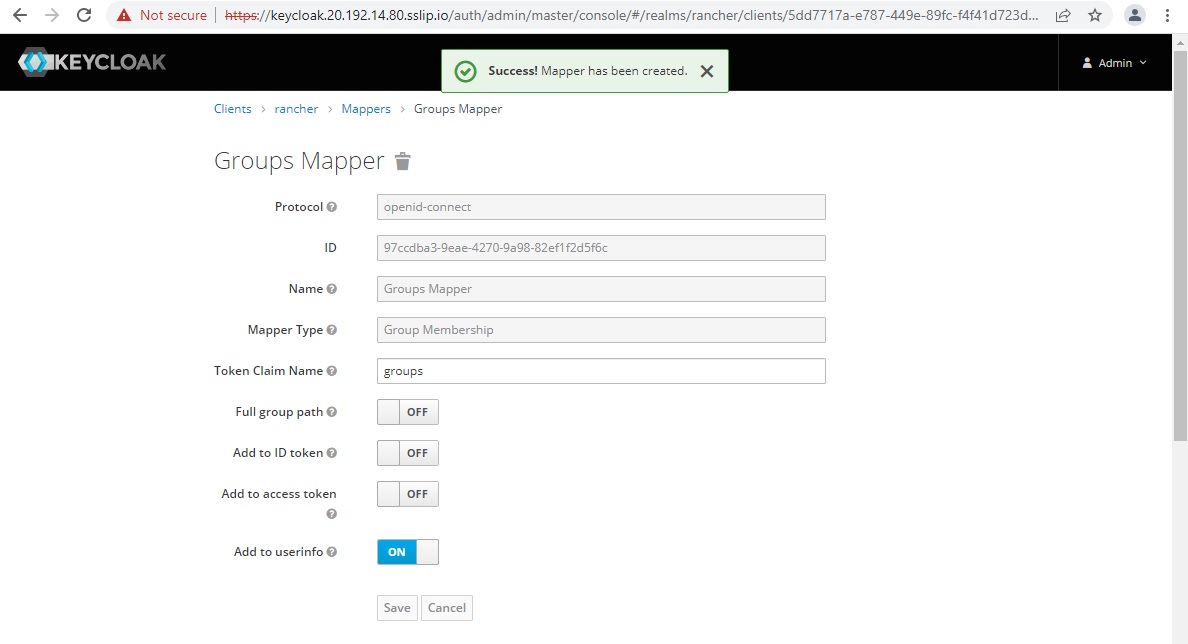 Not secure https://keycloak.20.192.14.80.sslip.io/auth/admin/master/console/#/realms/rancher/clients/5dd7717a-e787-449e-89fc-f4f41d723d...
KEYCLOAK
Success! Mapper has been created.
Admin
Clients > rancher > Mappers > Groups Mapper
Groups Mapper
Protocol openid-connect
ID 97ccdba3-9eae-4270-9a98-82ef1f2d5f6c
Name Groups Mapper
Mapper Type Group Membership
Token Claim Name groups
Full group path OFF
Add to ID token OFF
Add to access token OFF
Add to userinfo ON
Save Cancel